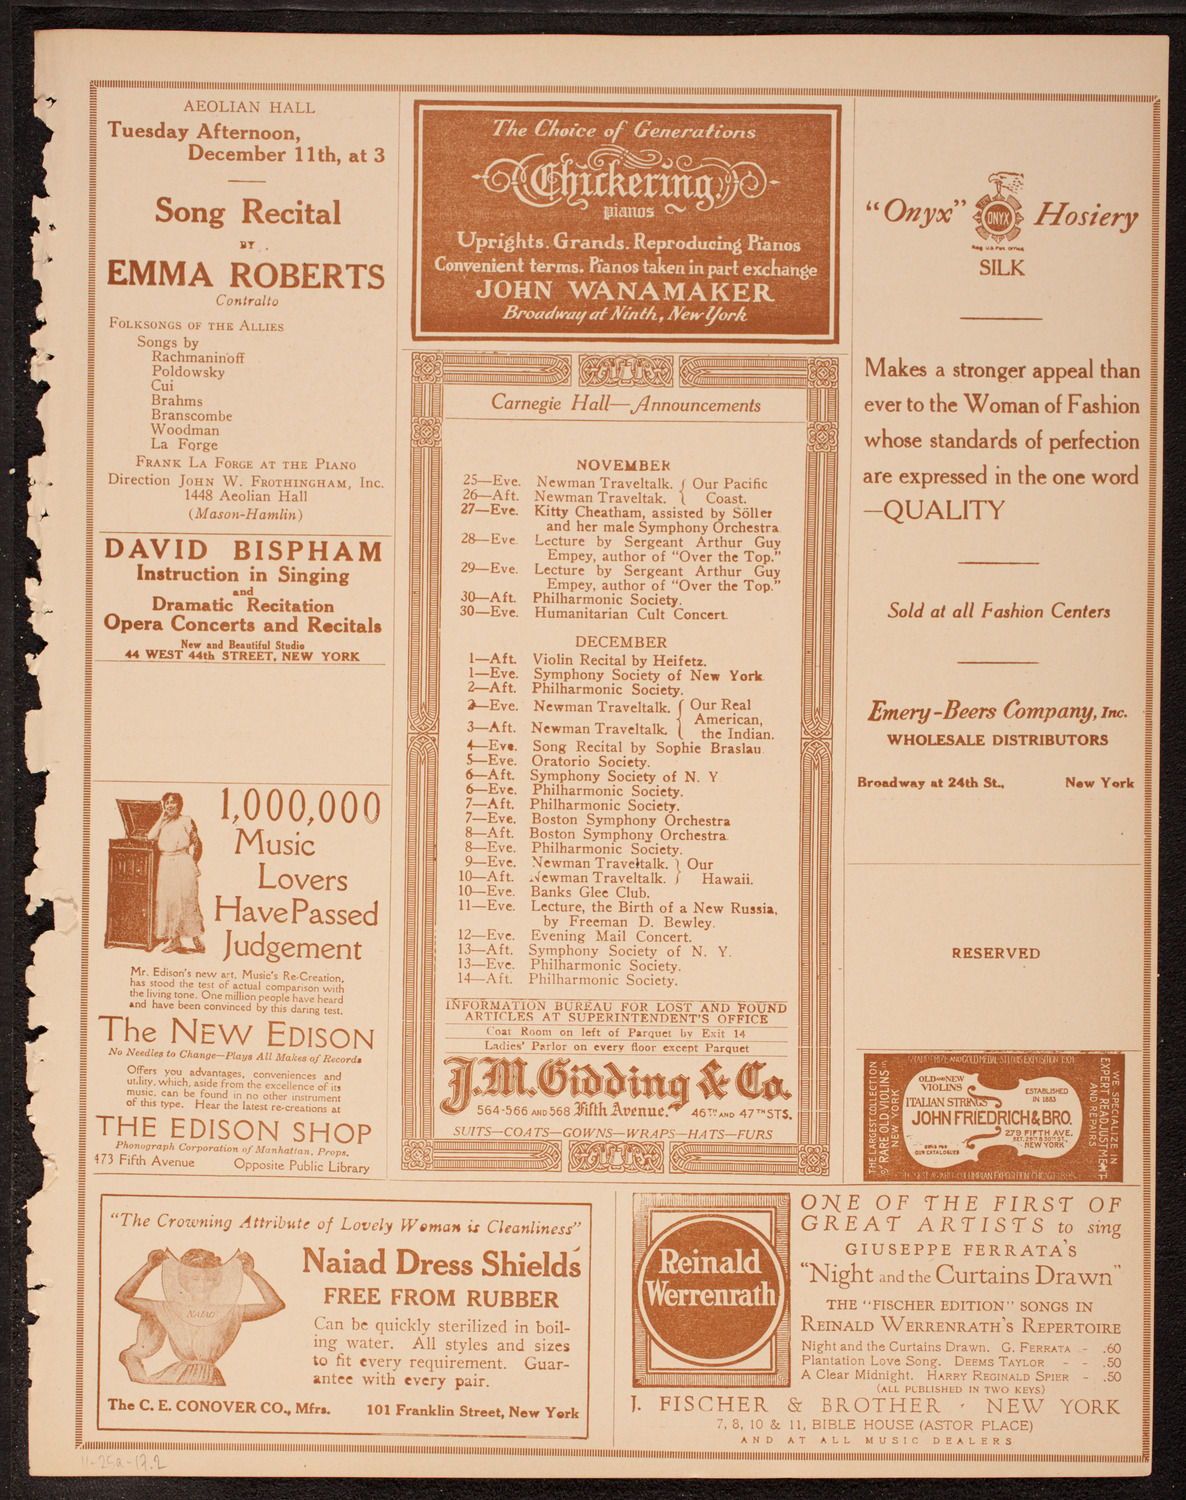 AEOLIAN HALL
Tuesday Afternoon,
December 11th, at 3
Song Recital
BY
EMMA ROBERTS
Contralto
FOLKSONGS OF THE ALLIES
Songs by
Rachmaninoff
Poldowsky
Cui
Brahms
Branscombe
Woodman
La Forge
FRANK LA FORGE AT THE PIANO
Direction JOHN W. FROTHINGHAM, Inc.
1448 Aeolian Hall
(Mason-Hamlin)
DAVID BISPHAM
Instruction in Singing
and
Dramatic Recitation
Opera Concerts and Recitals
New and Beautiful Studio
44 WEST 44th STREET, NEW YORK
1,000,000
Music
Lovers
Have Passed
Judgement
Mr. Edison's new art, Music's Re-Creation,
has stood the test of actual comparison with
the living tone. One million people have heard
and have been convinced by this daring test.
The NEW EDISON
No Needles to Change—Plays All Makes of Records
Offers you advantages, conveniences and
utility, which, aside from the excellence of its
music, can be found in no other instrument
of this type. Hear the latest re-creations at
THE EDISON SHOP
Phonograph Corporation of Manhattan, Props.
473 Fifth Avenue Opposite Public Library
The Choice of Generations
Chickering
pianos
Uprights. Grands. Reproducing Pianos
Convenient terms. Pianos taken in part exchange
JOHN WANAMAKER
Broadway at Ninth, New York
Carnegie Hall—Announcements
NOVEMBER
25—Eve. Newman Traveltalk. { Our Pacific
26—Aft. Newman Traveltak. { Coast.
27—Eve. Kitty Cheatham, assisted by Söller
and her male Symphony Orchestra.
28—Eve. Lecture by Sergeant Arthur Guy
Empey, author of "Over the Top."
29—Eve. Lecture by Sergeant Arthur Guy
Empey, author of "Over the Top."
30—Aft. Philharmonic Society.
30—Eve. Humanitarian Cult Concert.
DECEMBER
1—Aft. Violin Recital by Heifetz.
1—Eve. Symphony Society of New York
2—Aft. Philharmonic Society.
2—Eve. Newman Traveltalk. { Our Real
American,
3—Aft. Newman Traveltalk. { the Indian.
4—Eve. Song Recital by Sophie Braslau.
5—Eve. Oratorio Society.
6—Aft. Symphony Society of N. Y.
6—Eve. Philharmonic Society.
7—Aft. Philharmonic Society.
7—Eve. Boston Symphony Orchestra
8—Aft. Boston Symphony Orchestra.
8—Eve. Philharmonic Society.
9—Eve. Newman Traveltalk. } Our
10—Aft. Newman Traveltalk. } Hawaii.
10—Eve. Banks Glee Club.
11—Eve. Lecture, the Birth of a New Russia,
by Freeman D. Bewley.
12—Eve. Evening Mail Concert.
13—Aft. Symphony Society of N. Y.
13—Eve. Philharmonic Society.
14—Aft. Philharmonic Society.
INFORMATION BUREAU FOR LOST AND FOUND
ARTICLES AT SUPERINTENDENT'S OFFICE
Coat Room on left of Parquet by Exit 14
Ladies' Parlor on every floor except Parquet
J.M. Gidding & Co.
564-566 AND 568 Fifth Avenue. 46TH AND 47TH STS.
SUITS—COATS—GOWNS—WRAPS—HATS—FURS
"Onyx" ONYX Hosiery
Reg. U.S. Pat. Office
SILK
Makes a stronger appeal than
ever to the Woman of Fashion
whose standards of perfection
are expressed in the one word
—QUALITY
Sold at all Fashion Centers
Emery-Beers Company, Inc.
WHOLESALE DISTRIBUTORS
Broadway at 24th St., New York
RESERVED
THE LARGEST COLLECTION
RARE OLD VIOLINS
NEW YORK
OLD AND NEW
VIOLINS
ITALIAN STRINGS
ESTABLISHED
IN 1883
JOHN FRIEDRICH & BRO.
279 FIFTH AVE.
NEW YORK
OUR CATALOGUES
WE SPECIALIZE IN
EXPERT READJUSTMENT
AND REPAIRS
"The Crowning Attribute of Lovely Woman is Cleanliness"
NAIAD
Naiad Dress Shields
FREE FROM RUBBER
Can be quickly sterilized in boil-
ing water. All styles and sizes
to fit every requirement. Guar-
antee with every pair.
The C. E. CONOVER CO., Mfrs. 101 Franklin Street, New York
Reinald
Werrenrath
ONE OF THE FIRST OF
GREAT ARTISTS to sing
GIUSEPPE FERRATA'S
"Night and the Curtains Drawn"
THE "FISCHER EDITION" SONGS IN
REINALD WERRENRATH'S REPERTOIRE
Night and the Curtains Drawn. G. FERRATA - .60
Plantation Love Song. DEEMS TAYLOR - - .50
A Clear Midnight. HARRY REGINALD SPIER - .50
(ALL PUBLISHED IN TWO KEYS)
J. FISCHER & BROTHER · NEW YORK
7, 8, 10 & 11, BIBLE HOUSE (ASTOR PLACE)
AND AT ALL MUSIC DEALERS
11-25a-17.2